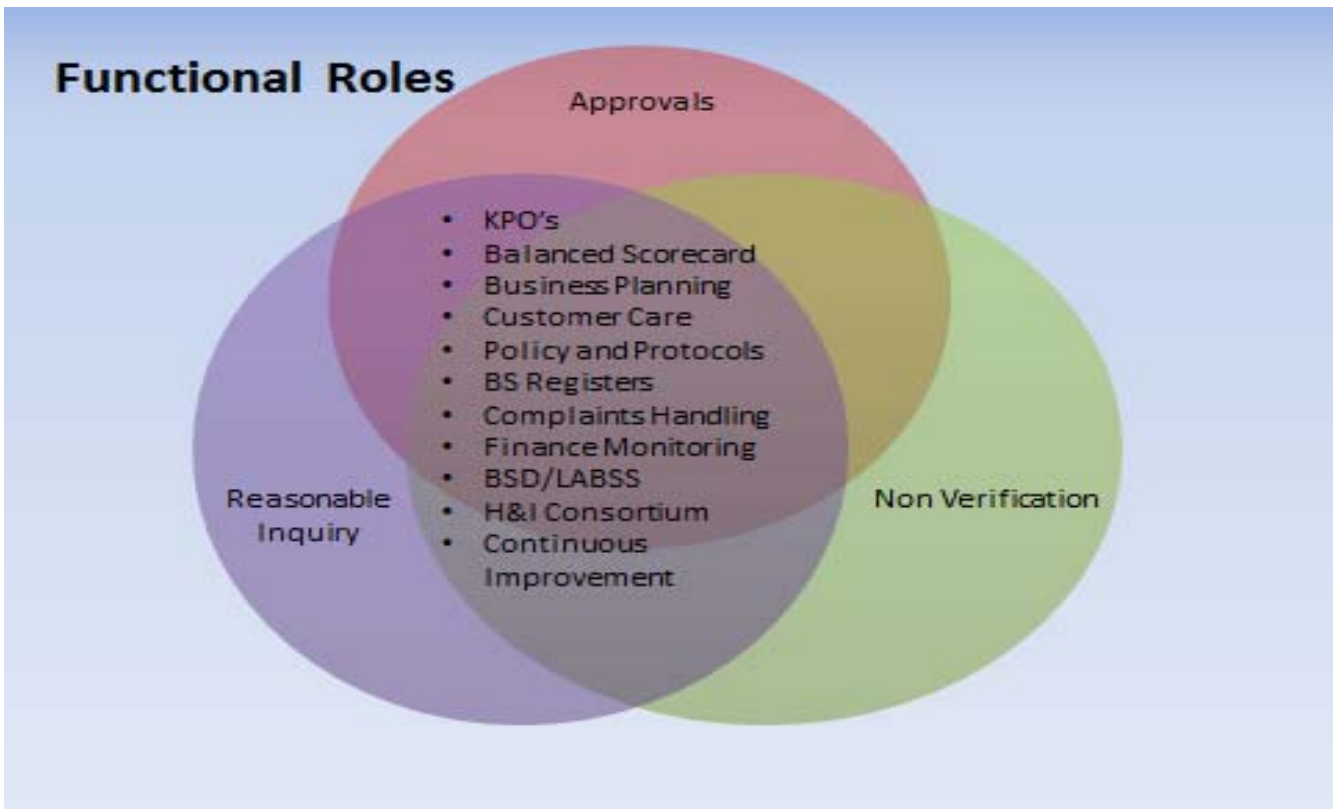 Functional Roles
Approvals
• KPO's
• Balanced Scorecard
• Business Planning
• Customer Care
• Policy and Protocols
• BS Registers
• Complaints Handling
• Finance Monitoring
• BSD/LABSS
• H&I Consortium
• Continuous
Improvement
Reasonable
Inquiry
Non Verification